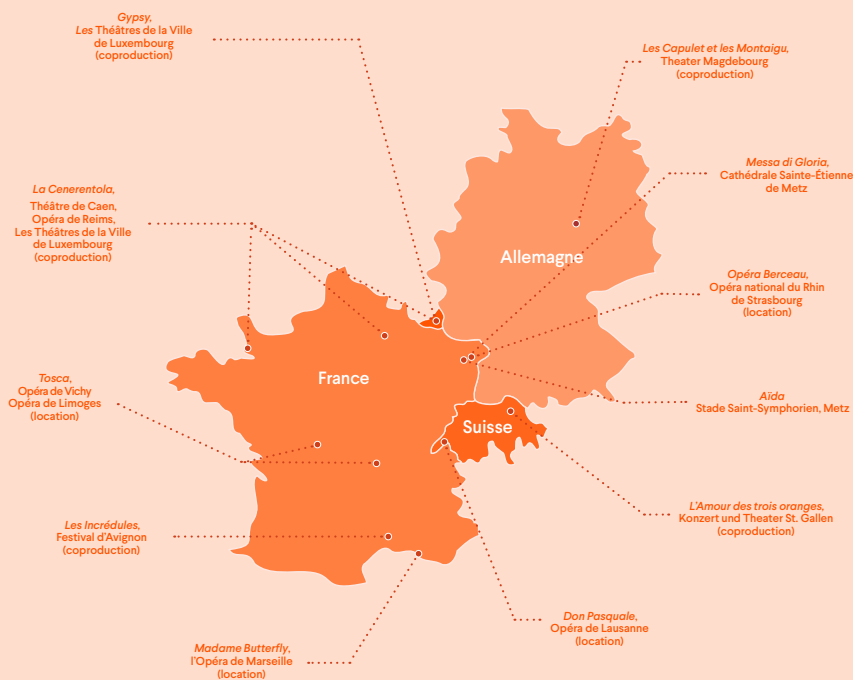 Gypsy,
Les Théâtres de la Ville
de Luxembourg
(coproduction)
Les Capulet et les Montaigu,
Theater Magdebourg
(coproduction)
Messa di Gloria,
Cathédrale Sainte-Étienne
de Metz
La Cenerentola,
Théâtre de Caen,
Opéra de Reims,
Les Théâtres de la Ville
de Luxembourg
(coproduction)
Allemagne
Opéra Berceau,
Opéra national du Rhin
de Strasbourg
(location)
France
Tosca,
Opéra de Vichy
Opéra de Limoges
(location)
Aïda
Stade Saint-Symphorien, Metz
Suisse
L'Amour des trois oranges,
Konzert und Theater St. Gallen
(coproduction)
Les Incrédules,
Festival d'Avignon
(coproduction)
Don Pasquale,
Opéra de Lausanne
(location)
Madame Butterfly,
l'Opéra de Marseille
(location)